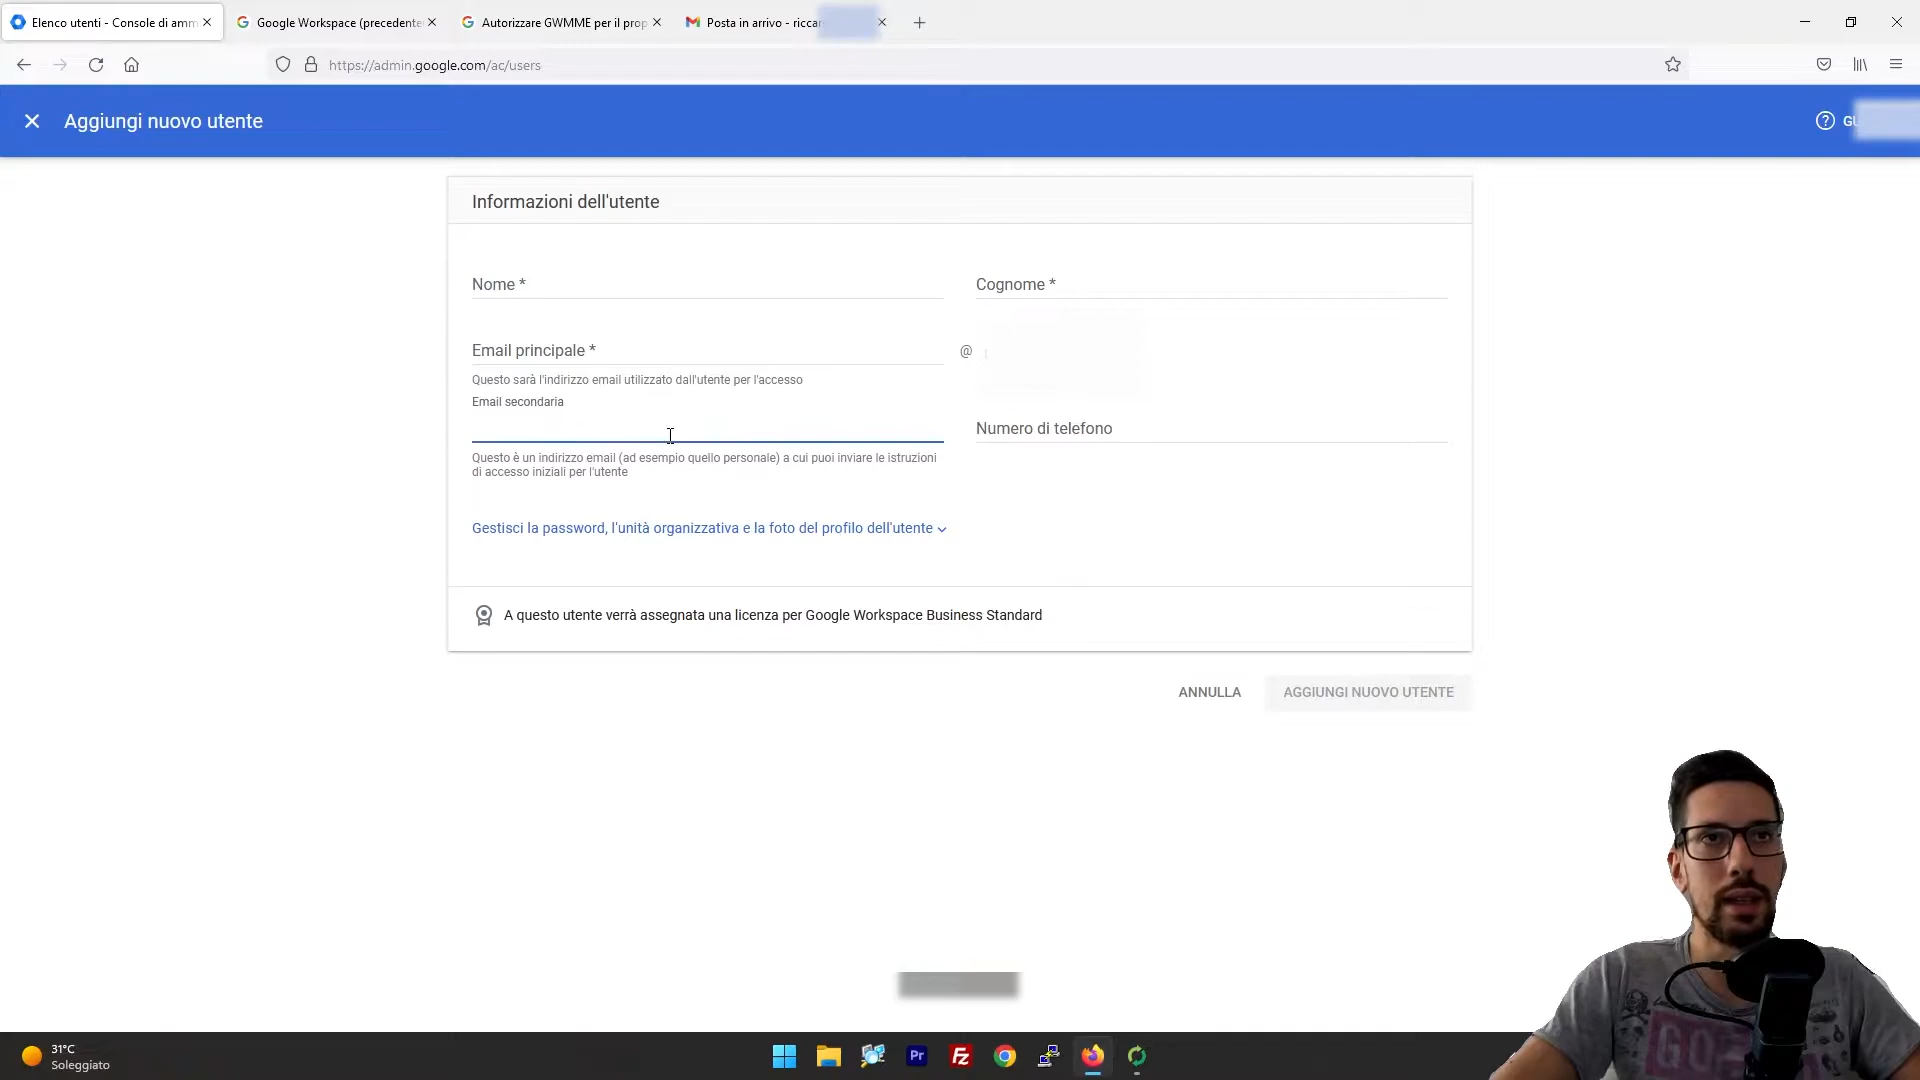 Elenco utenti - Console di amm
Google Workspace (precedente
Autorizzare GWMME per il prop
Posta in arrivo - riccar
https://admin.google.com/ac/users
Aggiungi nuovo utente
Informazioni dell'utente
Nome *
Cognome *
Email principale *
@
Questo sarà l'indirizzo email utilizzato dall'utente per l'accesso
Email secondaria
Numero di telefono
Questo è un indirizzo email (ad esempio quello personale) a cui puoi inviare le istruzioni
di accesso iniziali per l'utente
Gestisci la password, l'unità organizzativa e la foto del profilo dell'utente
A questo utente verrà assegnata una licenza per Google Workspace Business Standard
ANNULLA
AGGIUNGI NUOVO UTENTE
31°C
Soleggiato
Pr
Fz